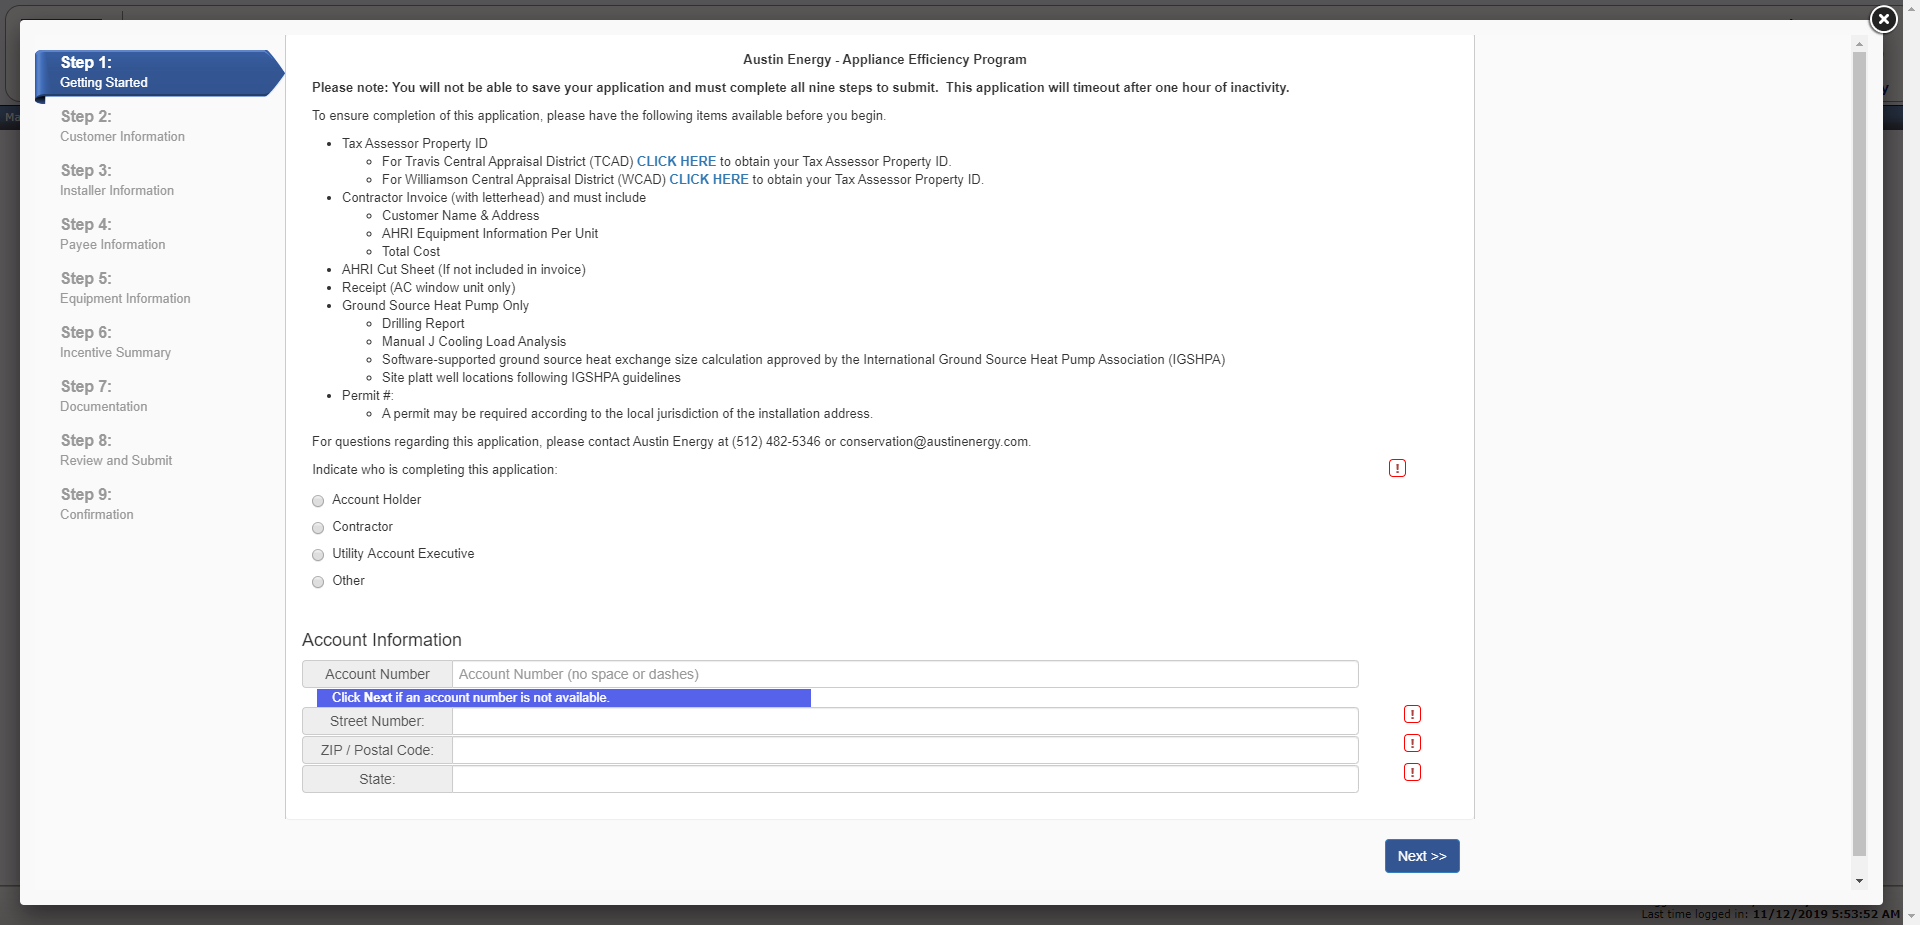 Step 1:
Getting Started
Step 2:
Customer Information
Step 3:
Installer Information
Step 4:
Payee Information
Step 5:
Equipment Information
Step 6:
Incentive Summary
Step 7:
Documentation
Step 8:
Review and Submit
Step 9:
Confirmation
Austin Energy - Appliance Efficiency Program
Please note: You will not be able to save your application and must complete all nine steps to submit.  This application will timeout after one hour of inactivity.
To ensure completion of this application, please have the following items available before you begin.
Tax Assessor Property ID
For Travis Central Appraisal District (TCAD) CLICK HERE to obtain your Tax Assessor Property ID.
For Williamson Central Appraisal District (WCAD) CLICK HERE to obtain your Tax Assessor Property ID.
Contractor Invoice (with letterhead) and must include
Customer Name & Address
AHRI Equipment Information Per Unit
Total Cost
AHRI Cut Sheet (If not included in invoice)
Receipt (AC window unit only)
Ground Source Heat Pump Only
Drilling Report
Manual J Cooling Load Analysis
Software-supported ground source heat exchange size calculation approved by the International Ground Source Heat Pump Association (IGSHPA)
Site platt well locations following IGSHPA guidelines
Permit #:
A permit may be required according to the local jurisdiction of the installation address.
For questions regarding this application, please contact Austin Energy at (512) 482-5346 or conservation@austinenergy.com.
Indicate who is completing this application:
!
Account Holder
Contractor
Utility Account Executive
Other
Account Information
Account Number Account Number (no space or dashes)
Click Next if an account number is not available.
Street Number: !
ZIP / Postal Code: !
State: !
Next >>
Last time logged in: 11/12/2019 5:53:52 AM